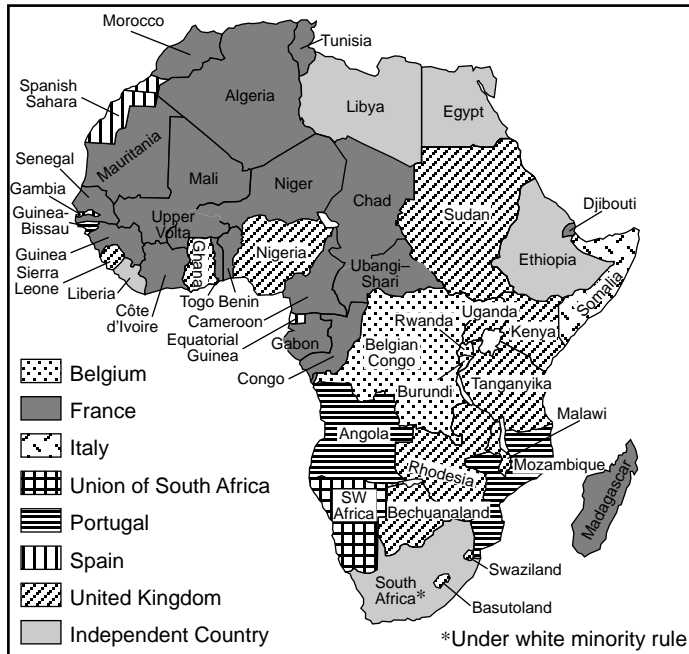 Morocco
Tunisia
Spanish
Sahara
Algeria
Libya
Egypt
Mauritania
Mali
Niger
Chad
Sudan
Djibouti
Senegal
Gambia
Guinea-
Bissau
Upper
Volta
Guinea
Sierra
Leone
Liberia
Côte
d'Ivoire
Ghana
Togo
Benin
Nigeria
Cameroon
Equatorial
Guinea
Ubangi–
Shari
Ethiopia
Somalia
Gabon
Congo
Rwanda
Belgian
Congo
Burundi
Uganda
Kenya
Tanganyika
Malawi
Angola
Mozambique
Rhodesia
SW
Africa
Bechuanaland
Madagascar
South
Africa*
Swaziland
Basutoland
Belgium
France
Italy
Union of South Africa
Portugal
Spain
United Kingdom
Independent Country
*Under white minority rule